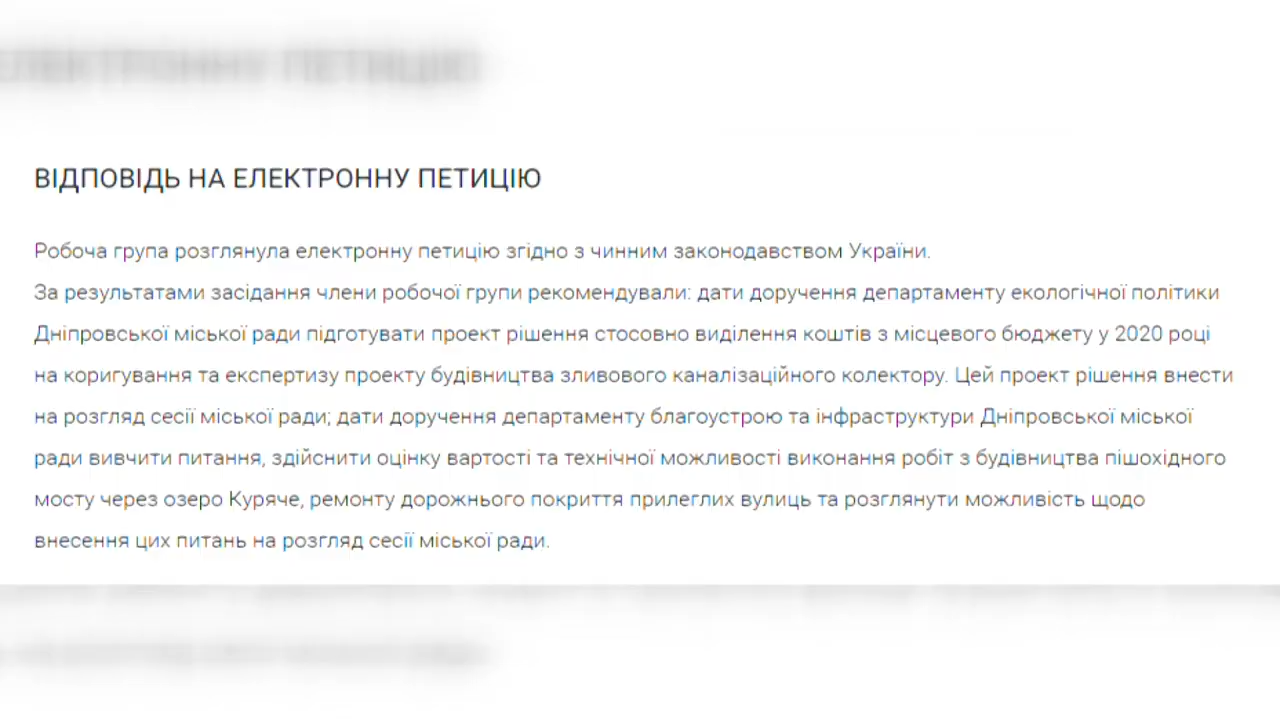 ВІДПОВІДЬ НА ЕЛЕКТРОННУ ПЕТИЦІЮ
Робоча група розглянула електронну петицію згідно з чинним законодавством України.
За результатами засідання члени робочої групи рекомендували: дати доручення департаменту екологічної політики
Дніпровської міської ради підготувати проект рішення стосовно виділення коштів з місцевого бюджету у 2020 році
на коригування та експертизу проекту будівництва зливового каналізаційного колектору. Цей проект рішення внести
на розгляд сесії міської ради; дати доручення департаменту благоустрою та інфраструктури Дніпровської міської
ради вивчити питання, здійснити оцінку вартості та технічної можливості виконання робіт з будівництва пішохідного
мосту через озеро Куряче, ремонту дорожнього покриття прилеглих вулиць та розглянути можливість щодо
внесення цих питань на розгляд сесії міської ради.